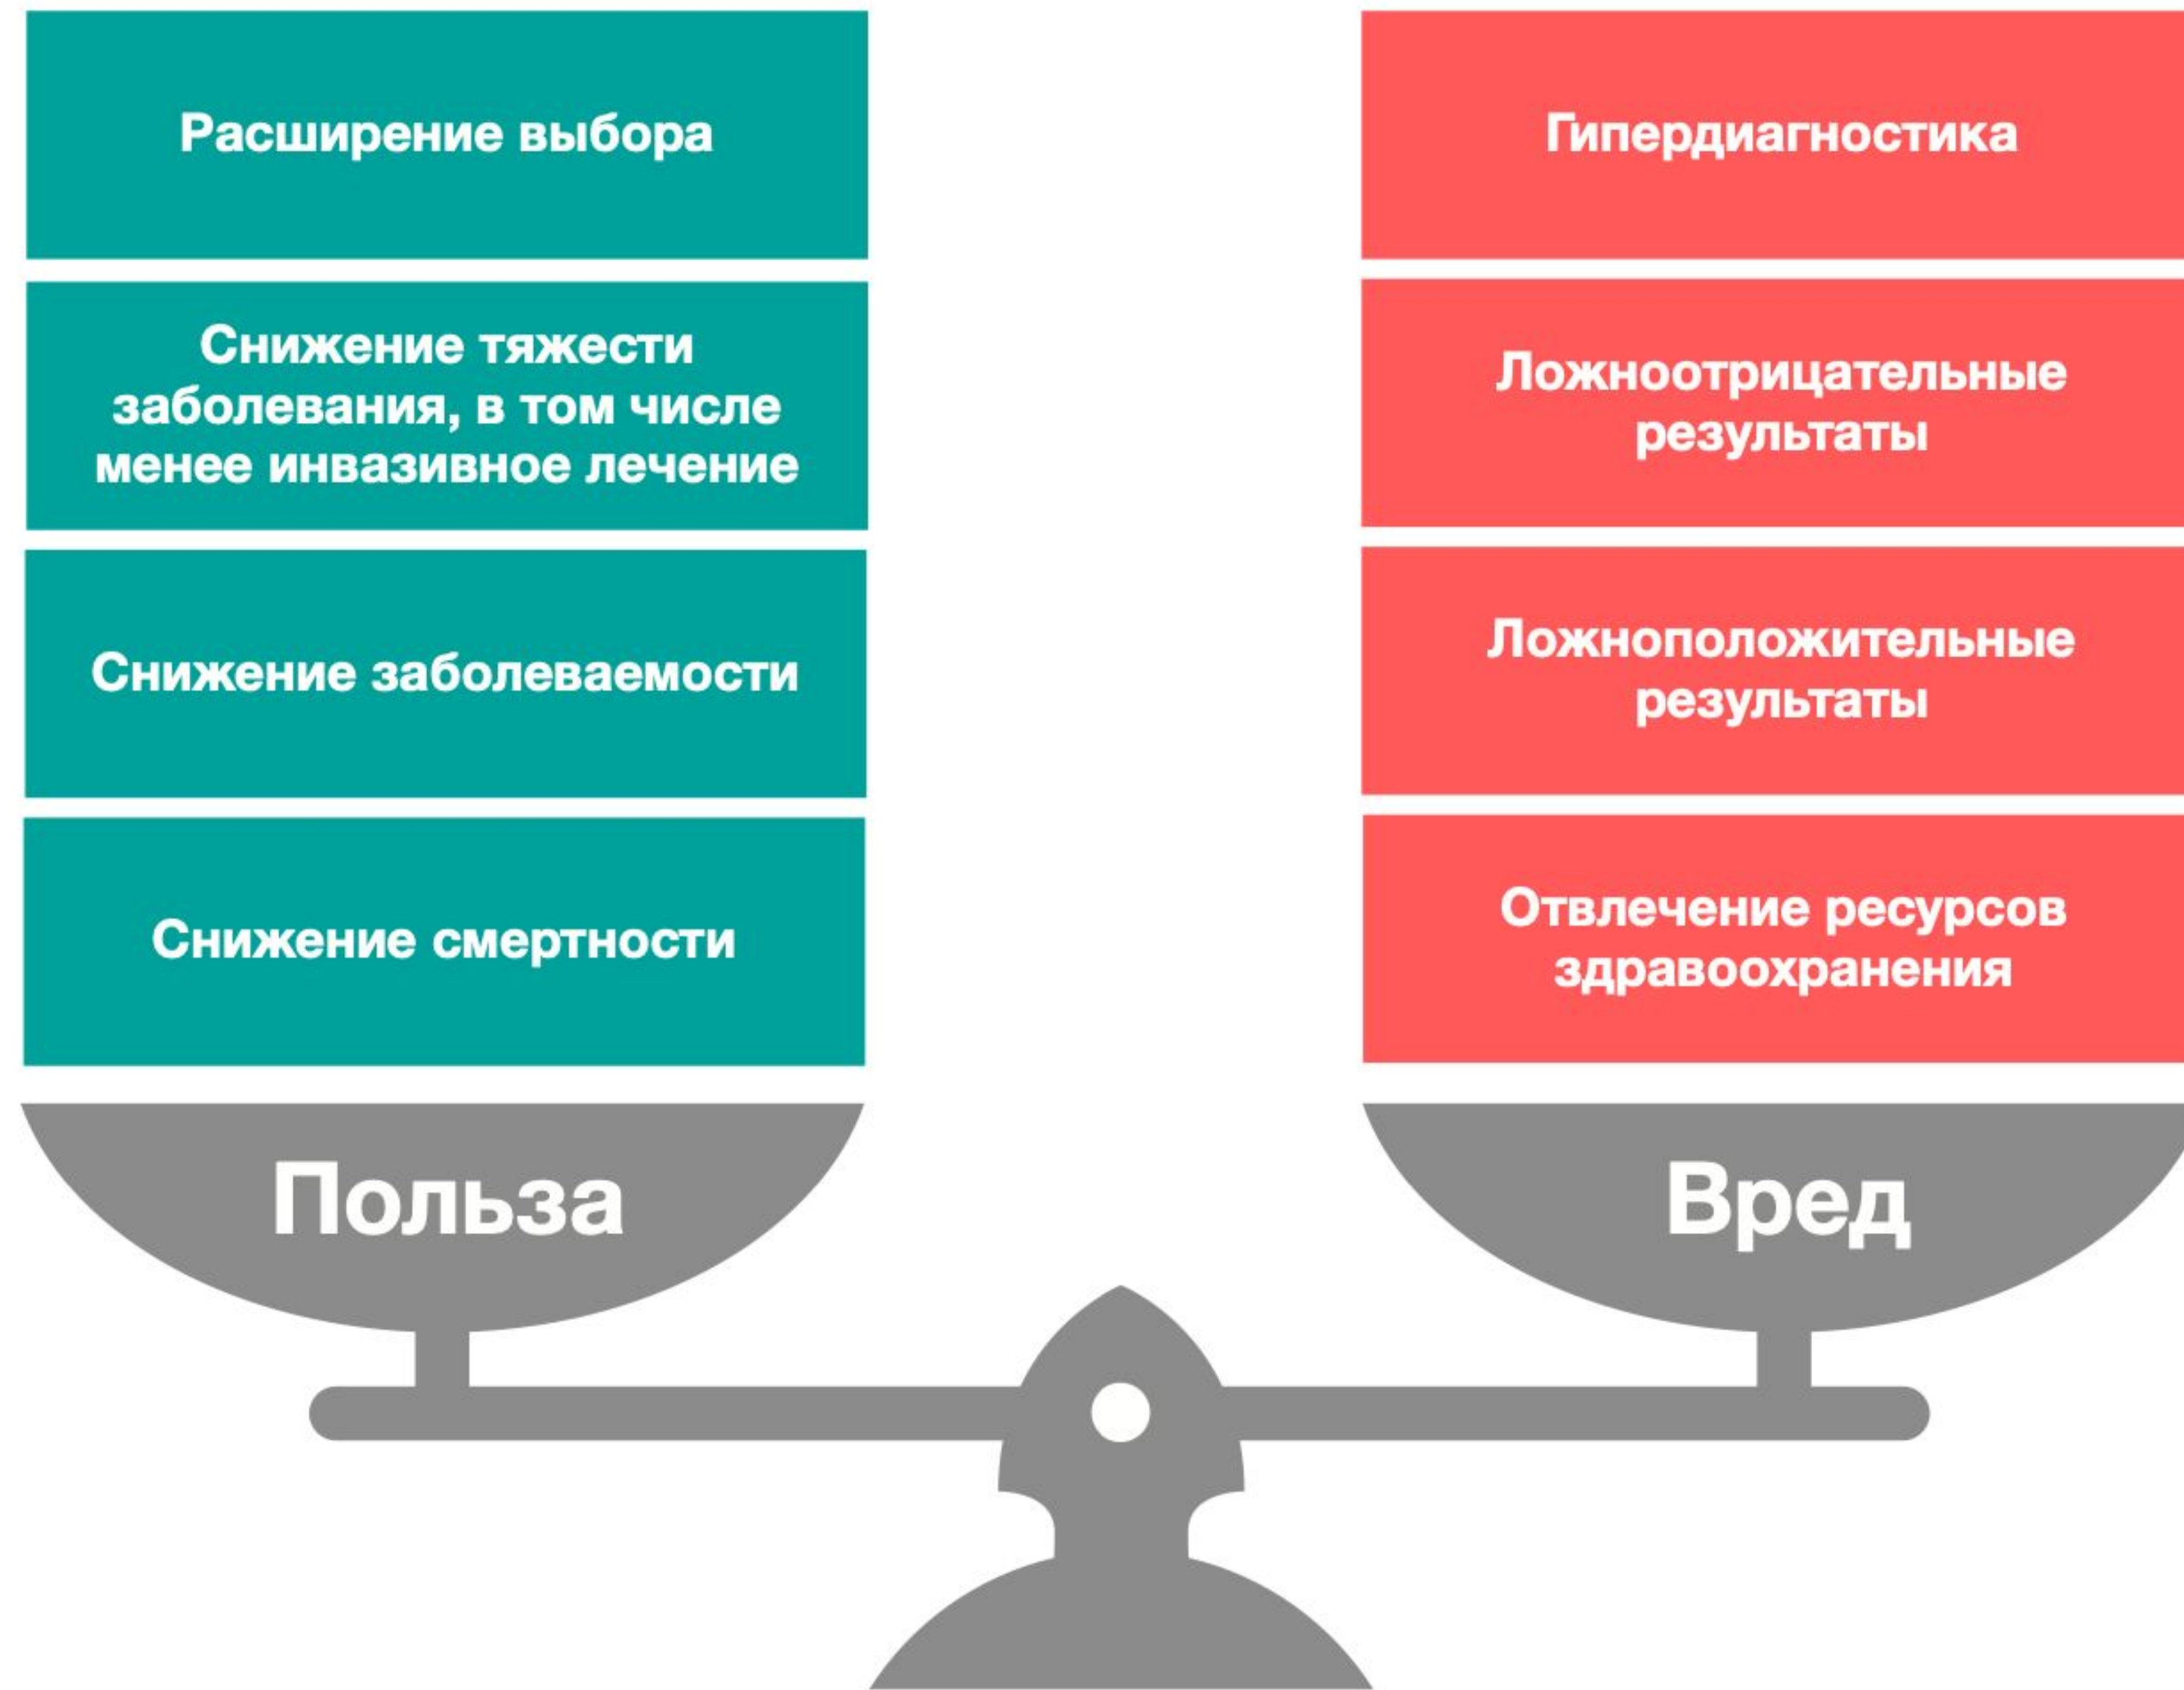 Расширение выбора
Снижение тяжести
заболевания, в том числе
менее инвазивное лечение
Снижение заболеваемости
Снижение смертности
Польза
Гипердиагностика
Ложноотрицательные
результаты
Ложноположительные
результаты
Отвлечение ресурсов
здравоохранения
Вред